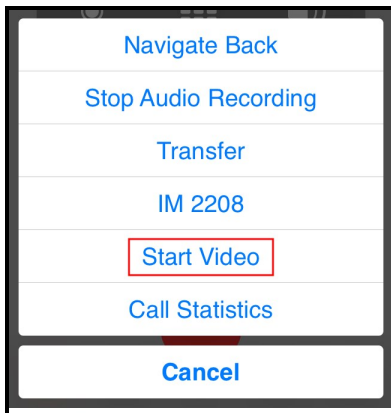 Navigate Back
Stop Audio Recording
Transfer
IM 2208
Start Video
Call Statistics
Cancel